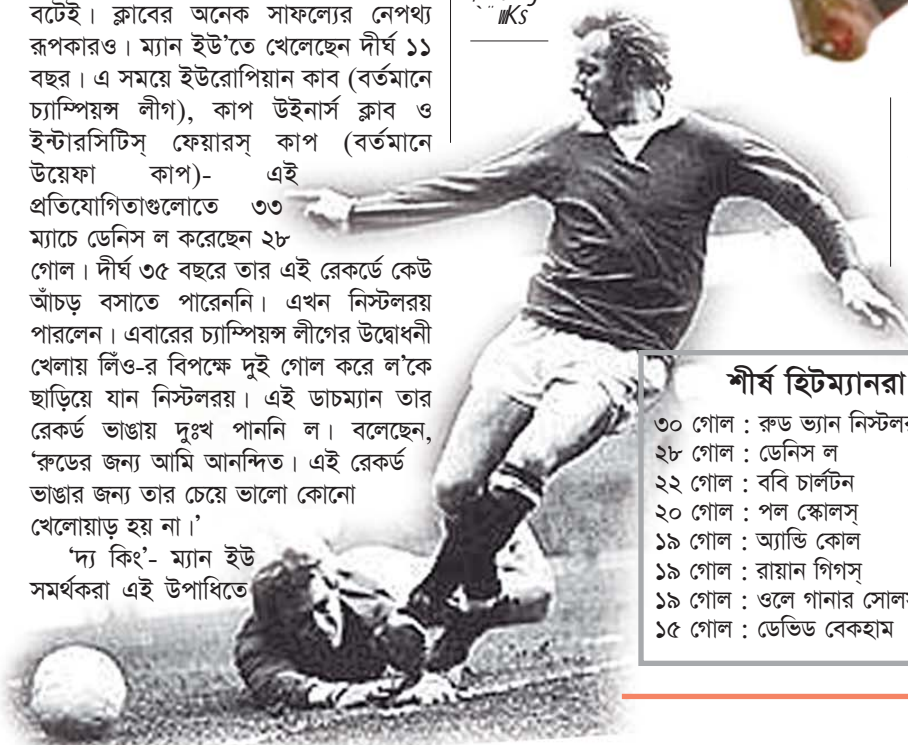 বটেই। ক্লাবের অনেক সাফল্যের নেপথ্য
রূপকারও। ম্যান ইউ'তে খেলেছেন দীর্ঘ ১১
বছর। এ সময়ে ইউরোপিয়ান কাব (বর্তমানে
চ্যাম্পিয়ন্স লীগ), কাপ উইনার্স ক্লাব ও
ইন্টারসিটিস্ ফেয়ারস্ কাপ (বর্তমানে
উয়েফা কাপ)- এই
প্রতিযোগিতাগুলোতে ৩৩
ম্যাচে ডেনিস ল করেছেন ২৮
গোল। দীর্ঘ ৩৫ বছরে তার এই রেকর্ডে কেউ
আঁচড় বসাতে পারেননি। এখন নিস্টলরয়
পারলেন। এবারের চ্যাম্পিয়ন্স লীগের উদ্বোধনী
খেলায় লিঁও-র বিপক্ষে দুই গোল করে ল'কে
ছাড়িয়ে যান নিস্টলরয়। এই ডাচম্যান তার
রেকর্ড ভাঙায় দুঃখ পাননি ল। বলেছেন,
'রুডের জন্য আমি আনন্দিত। এই রেকর্ড
ভাঙার জন্য তার চেয়ে ভালো কোনো
খেলোয়াড় হয় না।'
'দ্য কিং'- ম্যান ইউ
সমর্থকরা এই উপাধিতে
শীর্ষ হিটম্যানরা
৩০ গোল : রুড ভ্যান
২৮ গোল : ডেনিস ল
২২ গোল : ববি চার্লটন
২০ গোল : পল স্কোলস্
১৯ গোল : অ্যান্ডি কোল
১৯ গোল : রায়ান গিগস্
১৯ গোল : ওলে গানার
১৫ গোল : ডেভিড বেকহাম